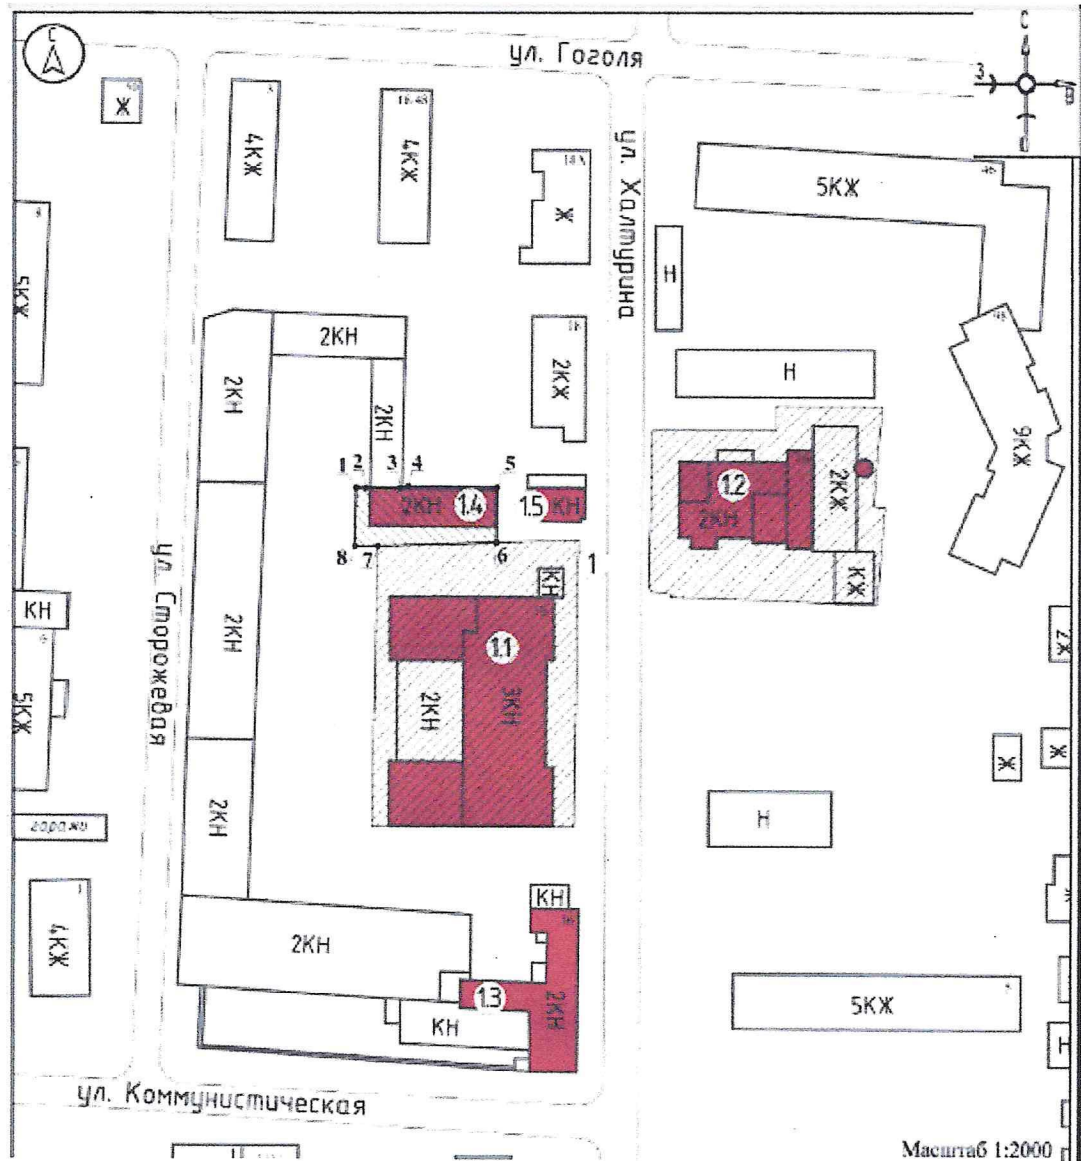 С
ул. Гоголя
С
З
В
Ж
4КЖ
4КЖ
Ж
ул. Халтурина
5КЖ
46
5КЖ
Н
2КН
2КН
2КН
2КЖ
Н
9КЖ
1 2 3 4 5
2КН 1.4
1.5 КН
1.2
2КН
2КЖ
8 7 6
1
КН
КЖ
ул. Сторожевая
КН
2КН
1.1
2КН
3КН
5КЖ
2Ж
Ж
Ж
2КН
Н
гаражи
4КЖ
КН
2КН
1.3
2КН
КН
5КЖ
Н
ул. Коммунистическая
Масштаб 1:2000